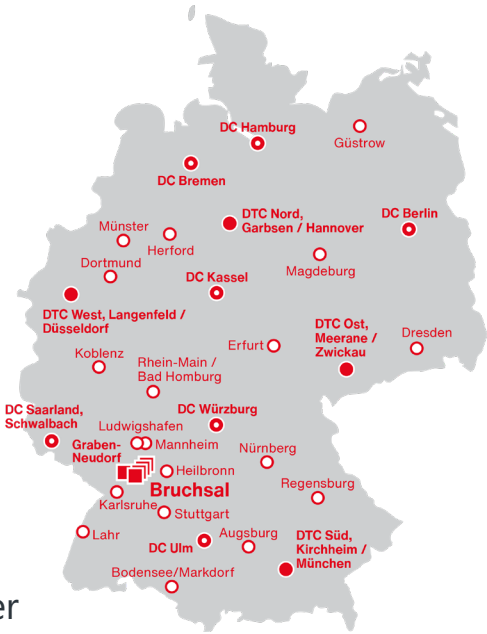 DC Hamburg
Güstrow
DC Bremen
DTC Nord,
Garbsen / Hannover
DC Berlin
Münster
Herford
Dortmund
Magdeburg
DC Kassel
DTC West, Langenfeld /
Düsseldorf
DTC Ost,
Meerane /
Zwickau
Erfurt
Dresden
Koblenz
Rhein-Main /
Bad Homburg
DC Saarland,
Schwalbach
DC Würzburg
Ludwigshafen
Mannheim
Graben-
Neudorf
Nürnberg
Heilbronn
Bruchsal
Regensburg
Karlsruhe
Stuttgart
Lahr
DC Ulm
Augsburg
DTC Süd,
Kirchheim /
München
Bodensee/Markdorf
er